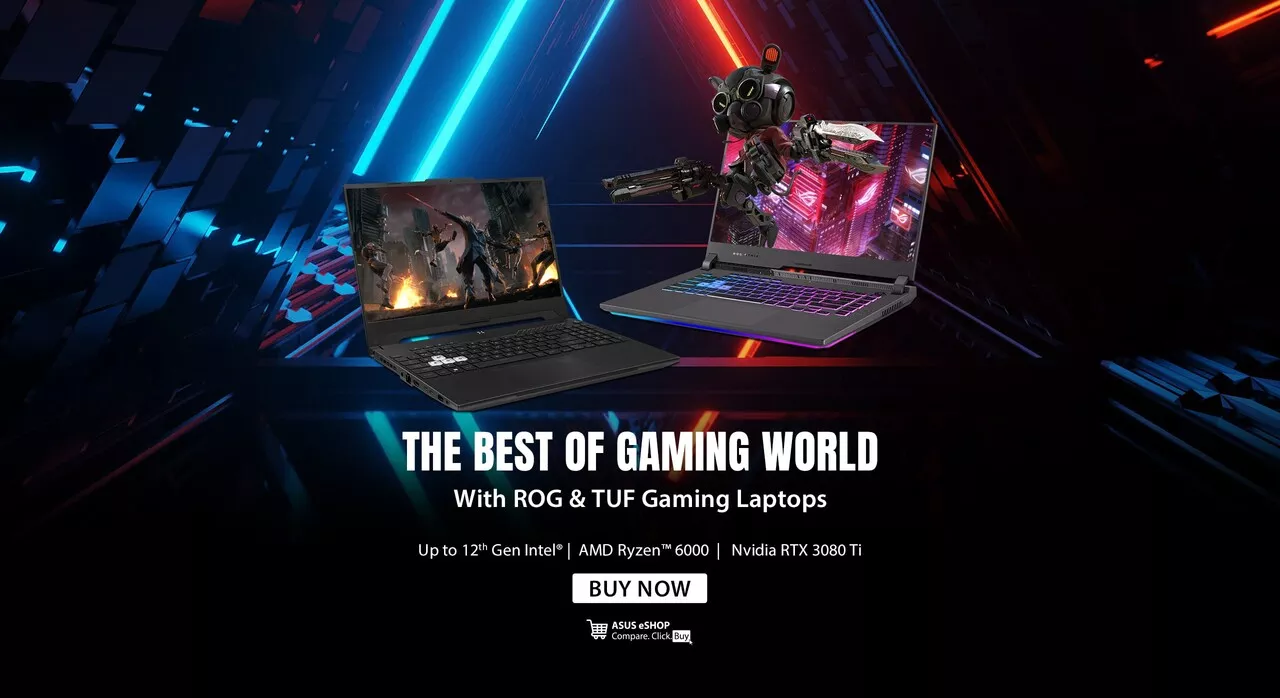 THE BEST OF GAMING WORLD
With ROG & TUF Gaming Laptops
Up to 12th Gen Intel® | AMD Ryzen™ 6000 | Nvidia RTX 3080 Ti
BUY NOW
ASUS eSHOP
Compare. Click. Buy